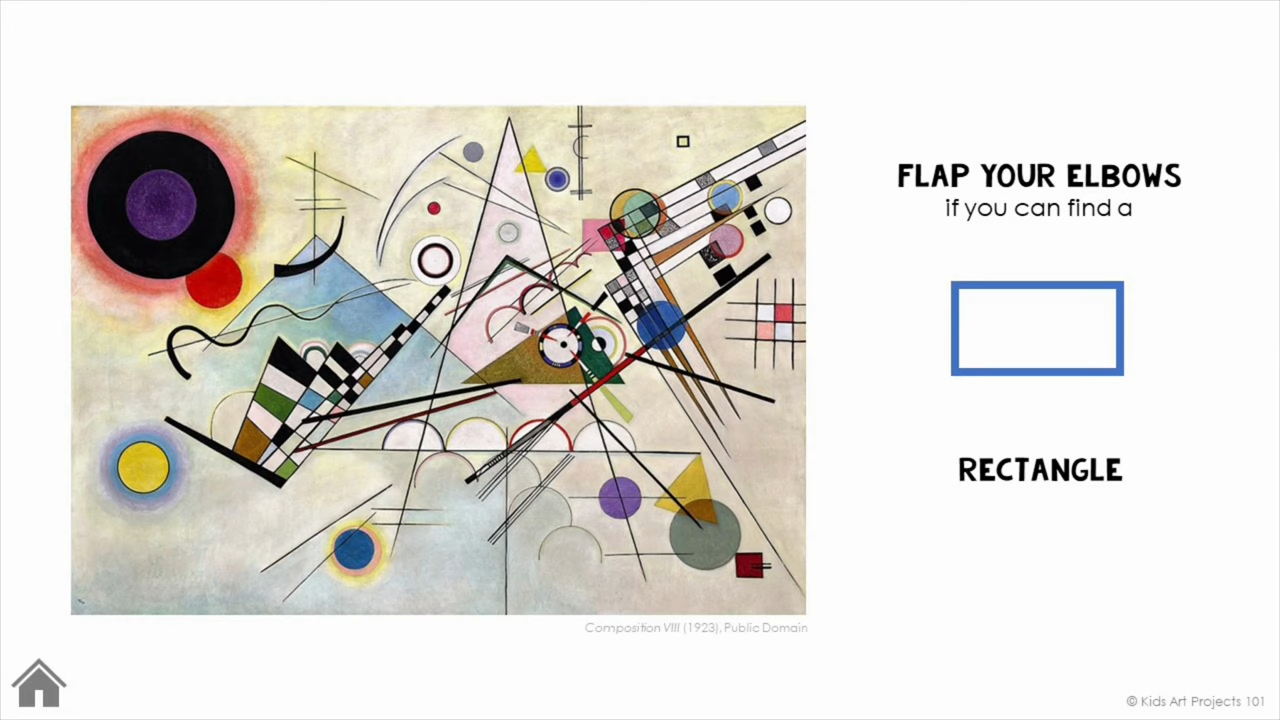 FLAP YOUR ELBOWS
if you can find a
RECTANGLE
Composition VIII (1923), Public Domain
© Kids Art Projects 101